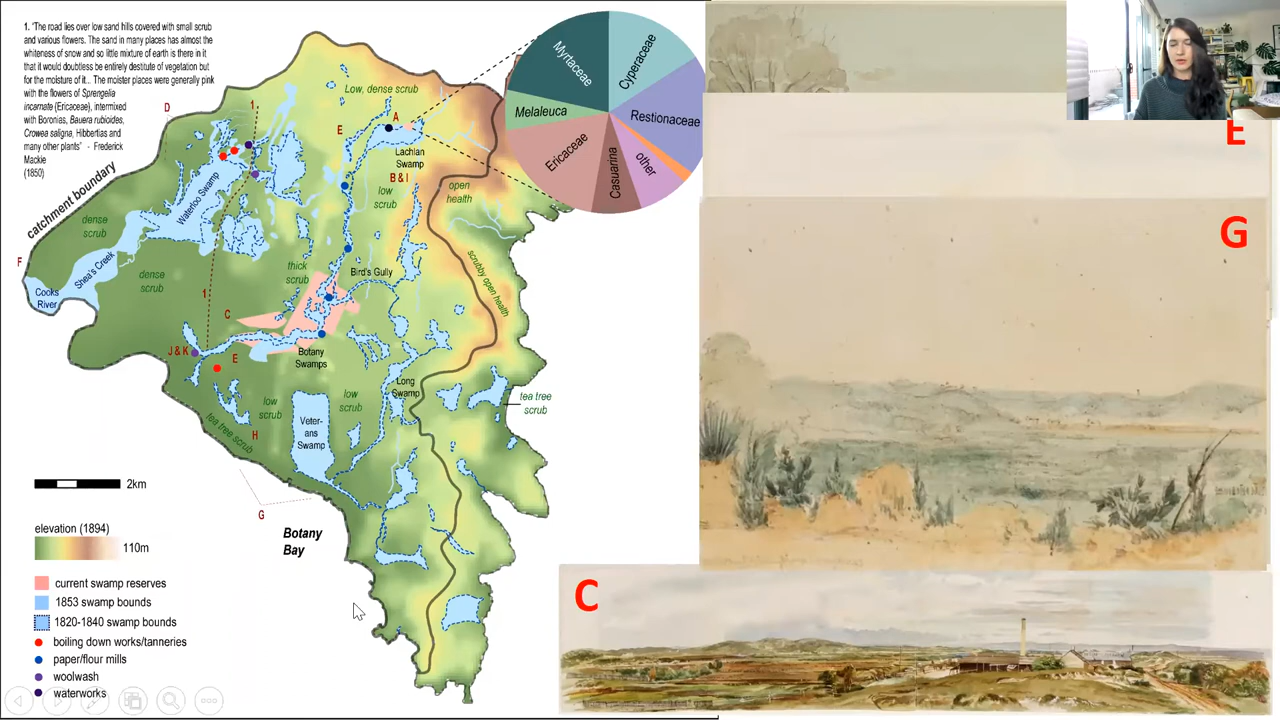 1. 'The road lies over low sand hills covered with small scrub
and various flowers. The sand in many places has almost the
whiteness of snow and so little mixture of earth is there in it
that it would doubtless be entirely destitute of vegetation but
for the moisture of it.. The moister places were generally pink
with the flowers of Sprengelia
incarnate (Ericaceae), intermixed
with Boronias, Bauera rubioides,
Crowea saligna, Hibbertias and
many other plants" - Frederick
Mackie
(1850)
catchment boundary
D
1
E
A
Low, dense scrub
Lachlan
Swamp
B & I
low
scrub
open
health
Waterloo Swamp
dense
scrub
F
Shea's Creek
Cooks
River
dense
scrub
thick
scrub
Bird's Gully
scrubby open health
1
C
J & K
E
Botany
Swamps
Long
Swamp
low
scrub
low
scrub
tea tree
scrub
tea tree scrub
H
Veter-
ans
Swamp
G
Botany
Bay
2km
elevation (1894)
110m
current swamp reserves
1853 swamp bounds
1820-1840 swamp bounds
boiling down works/tanneries
paper/flour mills
woolwash
waterworks
Myrtaceae
Cyperaceae
Melaleuca
Restionaceae
Ericaceae
Casuarina
other
E
G
C